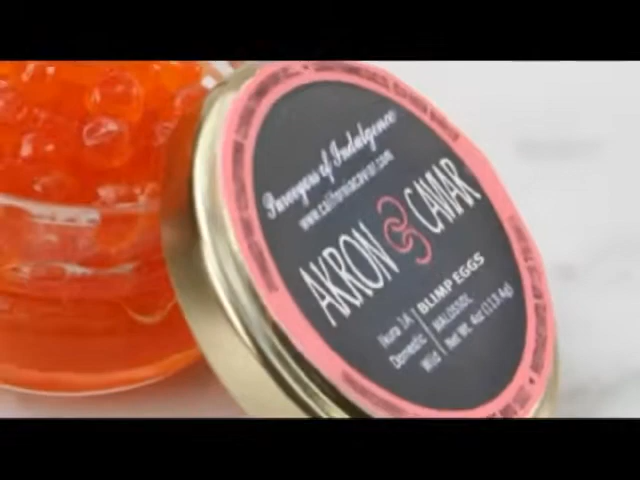 Purveyors of Indulgence
www.californiacaviar.com
AKRON CAVIAR
Ikura 1A | BLIMP EGGS
Domestic | MALOSSOL
Wild | Net Wt. 4oz (113.4g)